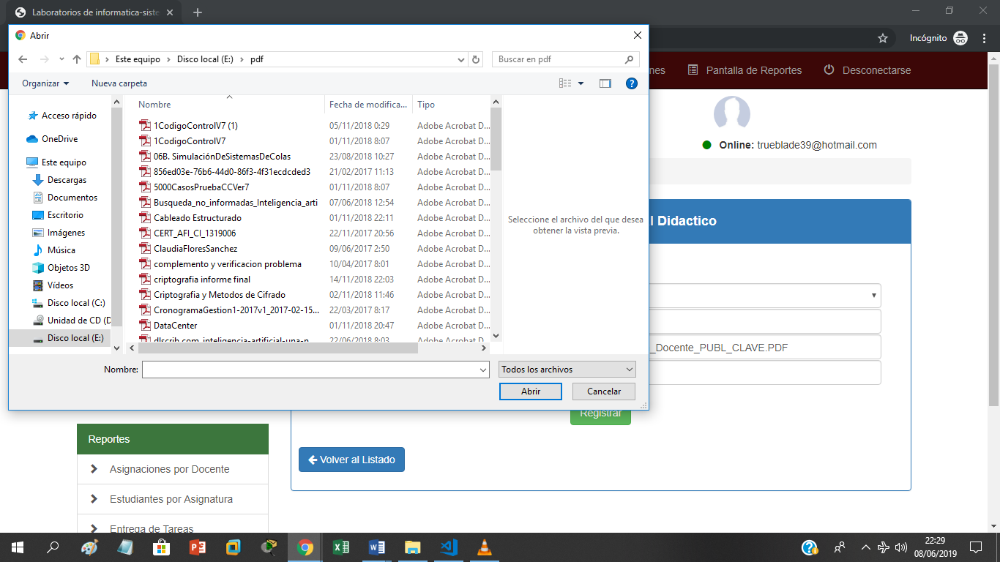 Laboratorios de informatica-siste
Abrir
Incógnito
Este equipo
Disco local (E:)
pdf
Buscar en pdf
nes
Pantalla de Reportes
Desconectarse
Organizar
Nueva carpeta
Nombre
Fecha de modifica...
Tipo
Acceso rápido
OneDrive
Este equipo
Descargas
Documentos
Escritorio
Imágenes
Música
Objetos 3D
Vídeos
Disco local (C:)
Unidad de CD (D
Disco local (E:)
1CodigoControlV7 (1) 05/11/2018 0:29 Adobe Acrobat D...
1CodigoControlV7 01/11/2018 8:07 Adobe Acrobat D...
06B. SimulaciónDeSistemasDeColas 23/08/2018 10:27 Adobe Acrobat D...
856ed03e-76b6-44d0-86f3-4f31ecdcded3 21/02/2017 11:13 Adobe Acrobat D...
5000CasosPruebaCCVer7 01/11/2018 8:07 Adobe Acrobat D...
Busqueda_no_informadas_Inteligencia_arti 07/06/2018 12:54 Adobe Acrobat D...
Cableado Estructurado 01/11/2018 22:11 Adobe Acrobat D...
CERT_AFI_CI_1319006 22/11/2017 20:56 Adobe Acrobat D...
ClaudiaFloresSanchez 09/06/2017 2:50 Adobe Acrobat D...
complemento y verificacion problema 10/04/2017 8:01 Adobe Acrobat D...
criptografia informe final 14/11/2018 22:03 Adobe Acrobat D...
Criptografia y Metodos de Cifrado 02/11/2018 11:46 Adobe Acrobat D...
CronogramaGestion1-2017v1_2017-02-15... 22/03/2017 8:17 Adobe Acrobat D...
DataCenter 01/11/2018 20:47 Adobe Acrobat D...
dlscrib.com_inteligencia-artificial-una-n 22/06/2018 8:03 Adobe Acrobat D...
Seleccione el archivo del que desea
obtener la vista previa.
Nombre:
Todos los archivos
Abrir
Cancelar
Online: trueblade39@hotmail.com
l Didactico
_Docente_PUBL_CLAVE.PDF
Registrar
Volver al Listado
Reportes
Asignaciones por Docente
Estudiantes por Asignatura
Entrega de Tareas
22:29
08/06/2019